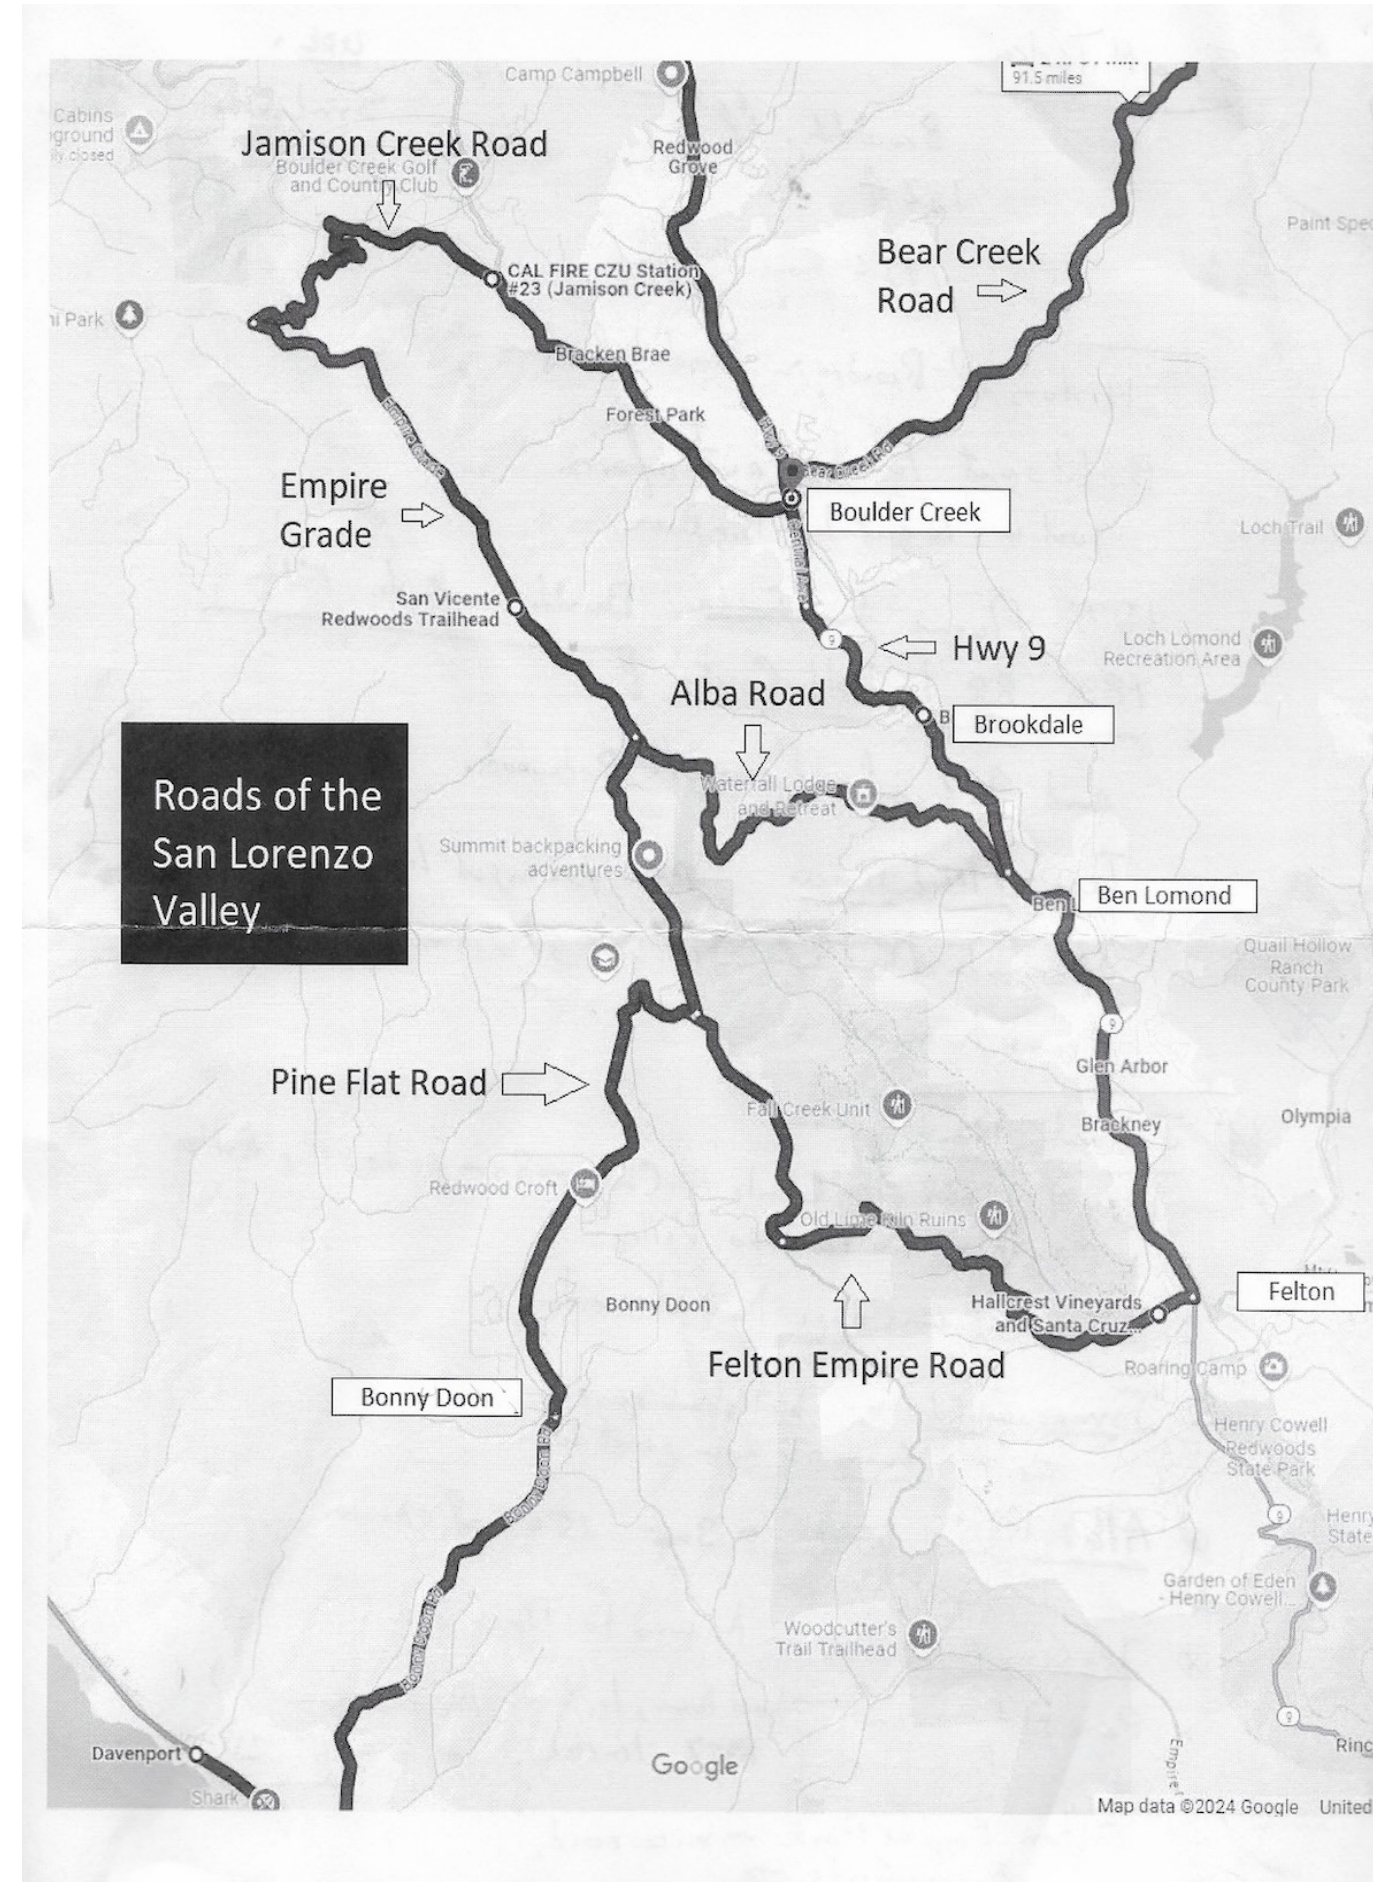 Camp Campbell
91.5 miles
Cabins
Jamison Creek Road
Redwood
Grove
Boulder Creek Golf
and Country Club
Paint Spec
Bear Creek
Road
CAL FIRE CZU Station
#23 (Jamison Creek)
Park
Bracken Brae
Forest Park
Hwy 9
Bear Creek Rd
Empire Grade
Empire
Grade
Boulder Creek
Loch Trail
Central Ave
San Vicente
Redwoods Trailhead
9
Hwy 9
Loch Lomond
Recreation Area
Alba Road
B
Brookdale
Roads of the
San Lorenzo
Valley
Waterfall Lodge
and Retreat
Summit backpacking
adventures
Ben L
Ben Lomond
Quail Hollow
Ranch
County Park
9
Pine Flat Road
Glen Arbor
Fall Creek Unit
Brackney
Olympia
Redwood Croft
Old Lime Kiln Ruins
Felton
Bonny Doon
Hallcrest Vineyards
and Santa Cruz...
Felton Empire Road
Roaring Camp
Bonny Doon
Henry Cowell
Redwoods
State Park
Bonny Doon Rd
9
Henry
State
Garden of Eden
- Henry Cowell...
Bonny Doon Rd
Woodcutter's
Trail Trailhead
9
Rinc
Davenport
Google
Empire
Shark
Map data ©2024 Google
United